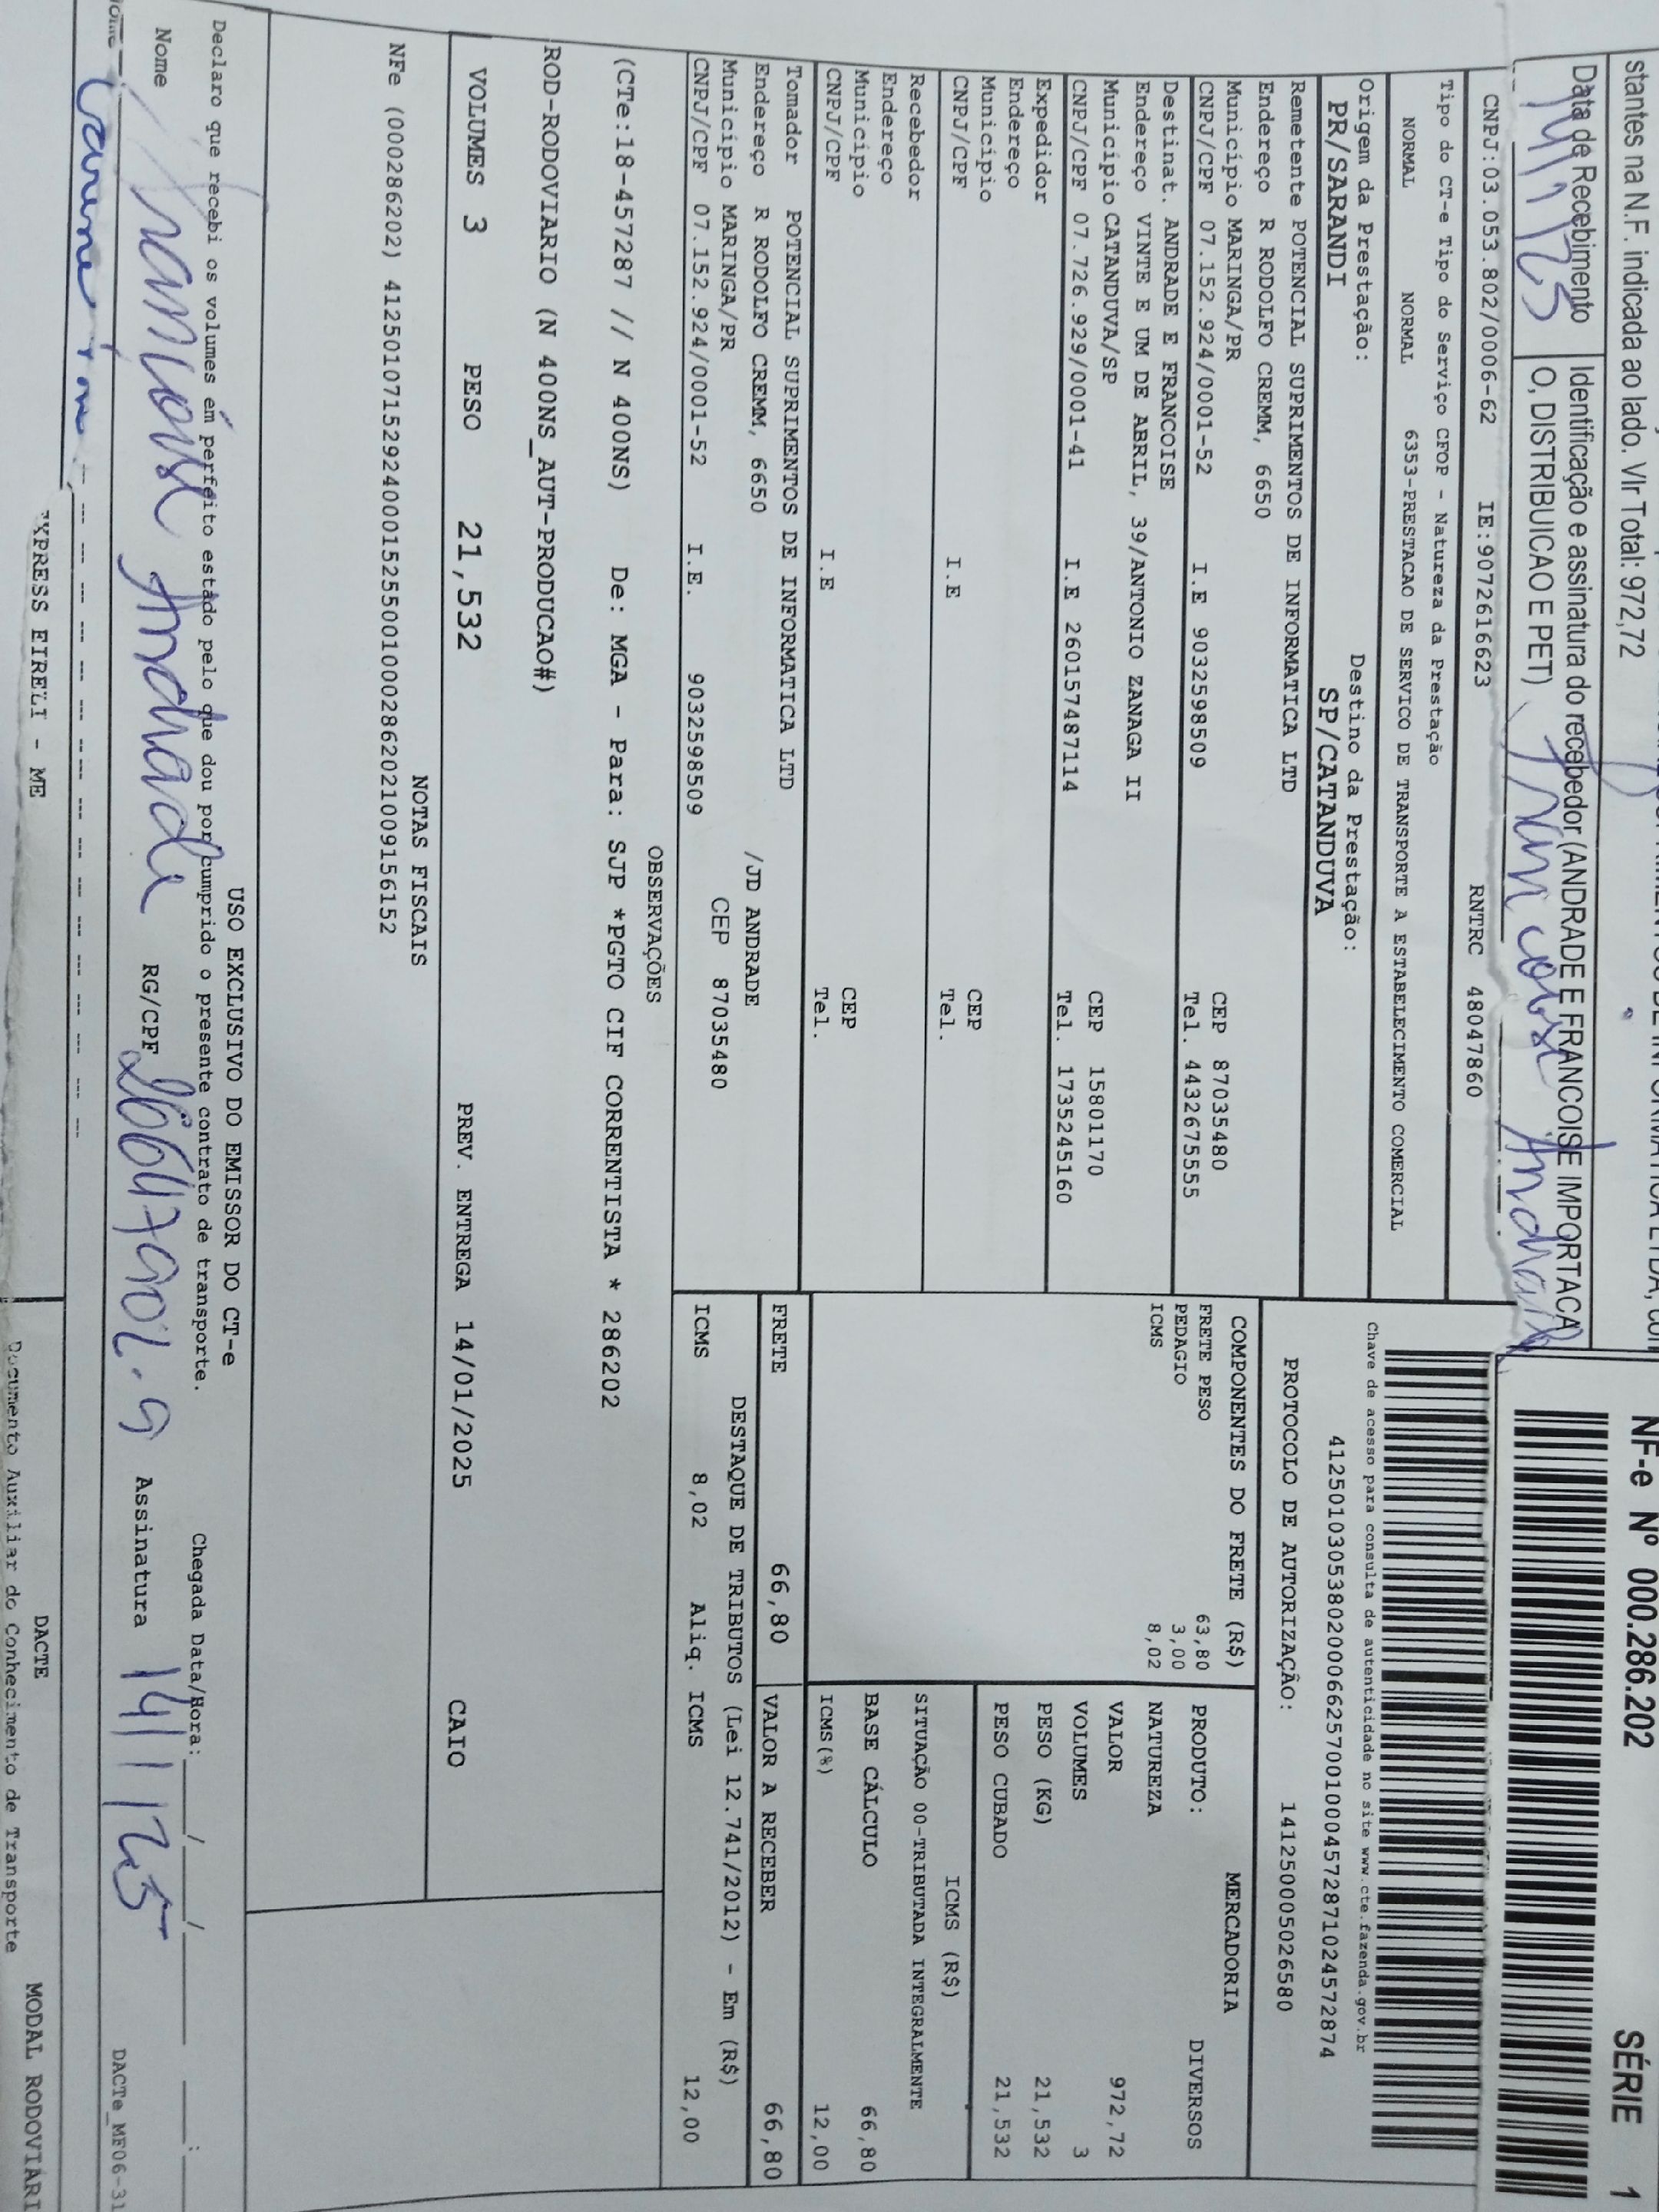 stantes na N.F. indicada ao lado. Vlr Total: 972,72
NF-e Nº 000.286.202 SÉRIE 1
Data de Recebimento
Identificação e assinatura do recebedor (ANDRADE E FRANCOISE IMPORTACA
O, DISTRIBUICAO E PET)
14/1/25 Francoise Andrade
CNPJ:03.053.802/0006-62 IE:9072616623 RNTRC 48047860
Tipo do CT-e Tipo do Serviço CFOP - Natureza da Prestação
NORMAL NORMAL 6353-PRESTACAO DE SERVICO DE TRANSPORTE A ESTABELECIMENTO COMERCIAL
Chave de acesso para consulta de autenticidade no site www.cte.fazenda.gov.br
41250103053802000662570010004572871024572874
PROTOCOLO DE AUTORIZAÇÃO: 141250005026580
Origem da Prestação: Destino da Prestação:
PR/SARANDI SP/CATANDUVA
Remetente POTENCIAL SUPRIMENTOS DE INFORMATICA LTD
Endereço R RODOLFO CREMM, 6650
Município MARINGA/PR CEP 87035480
CNPJ/CPF 07.152.924/0001-52 I.E 9032598509 Tel. 4432675555
Destinat. ANDRADE E FRANCOISE
Endereço VINTE E UM DE ABRIL, 39/ANTONIO ZANAGA II
Município CATANDUVA/SP CEP 15801170
CNPJ/CPF 07.726.929/0001-41 I.E 260157487114 Tel. 1735245160
Expedidor
Endereço
Município CEP
CNPJ/CPF I.E Tel.
Recebedor
Endereço
Município CEP
CNPJ/CPF I.E Tel.
Tomador POTENCIAL SUPRIMENTOS DE INFORMATICA LTD
Endereço R RODOLFO CREMM, 6650 /JD ANDRADE
Município MARINGA/PR CEP 87035480
CNPJ/CPF 07.152.924/0001-52 I.E. 9032598509
COMPONENTES DO FRETE (R$)
FRETE PESO 63,80
PEDAGIO 3,00
ICMS 8,02
MERCADORIA
PRODUTO: DIVERSOS
NATUREZA
VALOR 972,72
VOLUMES 3
PESO (KG) 21,532
PESO CUBADO 21,532
ICMS (R$)
SITUAÇÃO 00-TRIBUTADA INTEGRALMENTE
BASE CÁLCULO 66,80
ICMS(%) 12,00
FRETE 66,80 VALOR A RECEBER 66,80
DESTAQUE DE TRIBUTOS (Lei 12.741/2012) - Em (R$)
ICMS 8,02 Aliq. ICMS 12,00
OBSERVAÇÕES
(CTe:18-457287 // N 400NS) De: MGA - Para: SJP *PGTO CIF CORRENTISTA * 286202
ROD-RODOVIARIO (N 400NS_AUT-PRODUCAO#)
VOLUMES 3 PESO 21,532 PREV. ENTREGA 14/01/2025 CAIO
NOTAS FISCAIS
NFe (000286202) 41250107152924000152550010002862021009156152
USO EXCLUSIVO DO EMISSOR DO CT-e
Declaro que recebi os volumes em perfeito estado pelo que dou por cumprido o presente contrato de transporte.
Chegada Data/Hora: __/__/____ __:__
Nome Francoise Andrade RG/CPF Assinatura 14/1/25
DACTe_MF06-31
XPRESS EIRELI - ME
DACTE
Documento Auxiliar do Conhecimento de Transporte
MODAL RODOVIÁRI